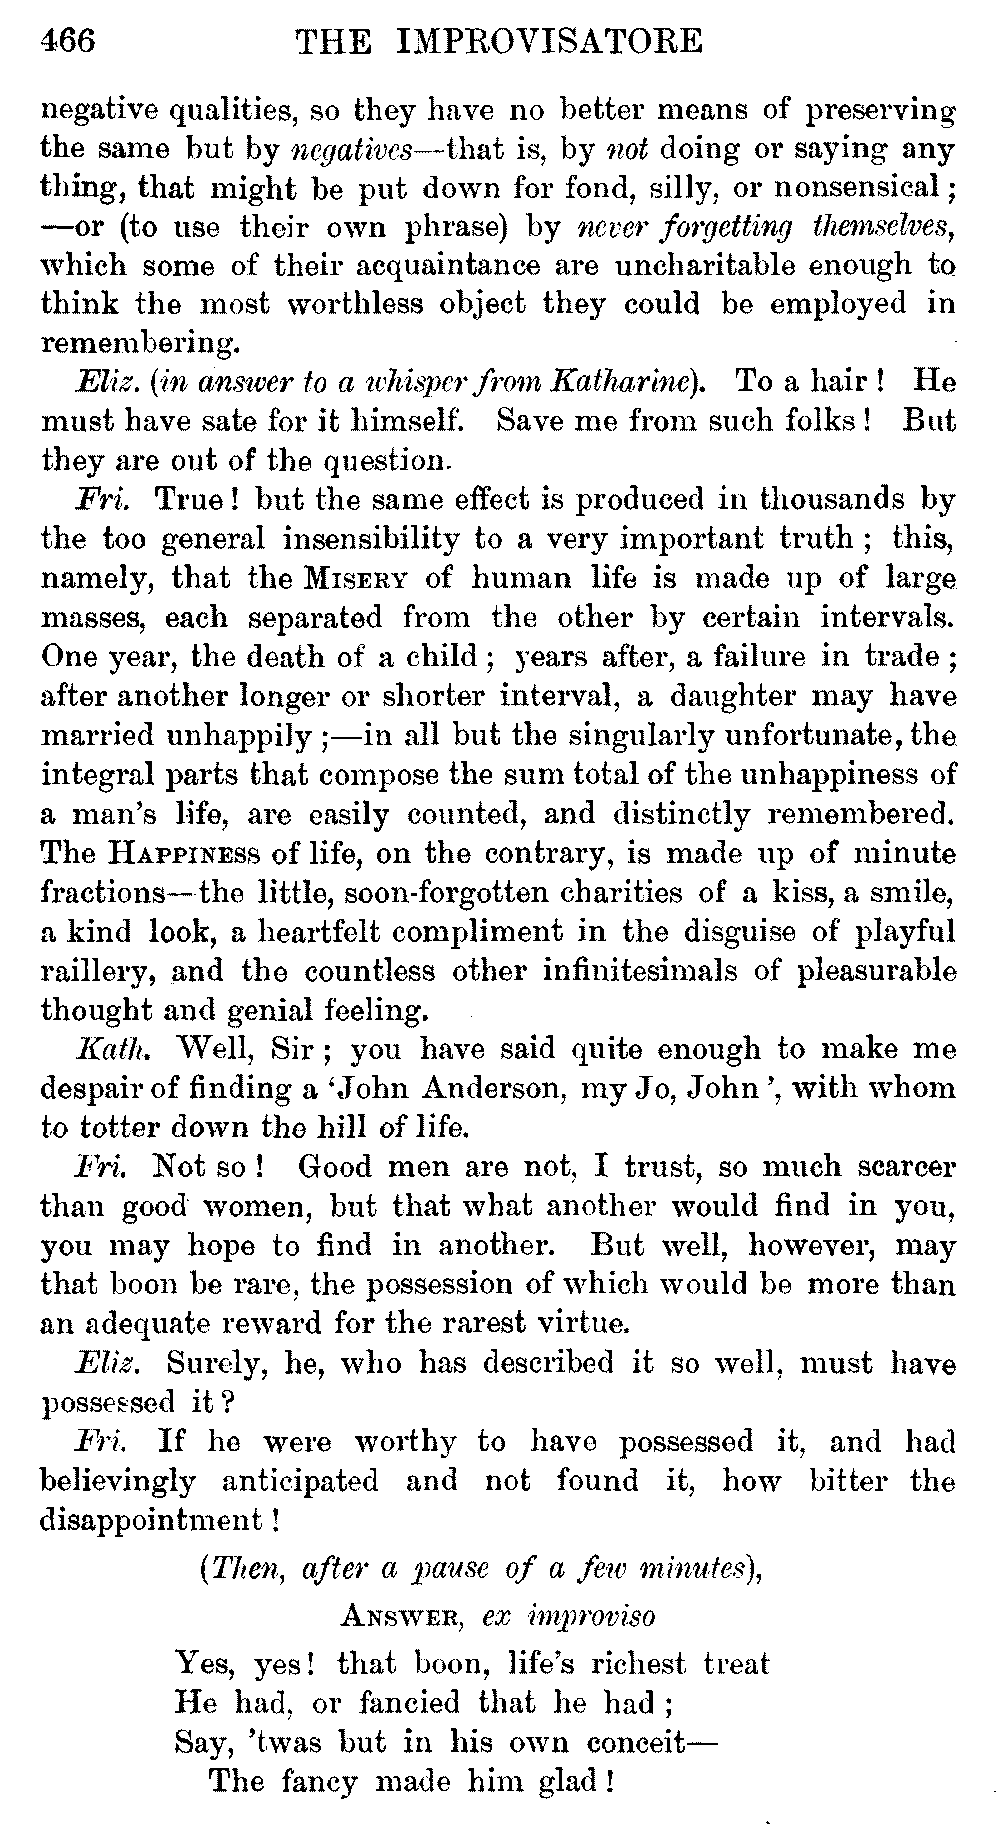 466 THE IMPROVISATORE
negative qualities, so they have no better means of preserving
the same but by negatives—that is, by not doing or saying any
thing, that might be put down for fond, silly, or nonsensical ;
—or (to use their own phrase) by never forgetting themselves,
which some of their acquaintance are uncharitable enough to
think the most worthless object they could be employed in
remembering.
Eliz. (in answer to a whisper from Katharine). To a hair ! He
must have sate for it himself. Save me from such folks ! But
they are out of the question.
Fri. True ! but the same effect is produced in thousands by
the too general insensibility to a very important truth ; this,
namely, that the MISERY of human life is made up of large
masses, each separated from the other by certain intervals.
One year, the death of a child ; years after, a failure in trade ;
after another longer or shorter interval, a daughter may have
married unhappily ;—in all but the singularly unfortunate, the
integral parts that compose the sum total of the unhappiness of
a man's life, are easily counted, and distinctly remembered.
The HAPPINESS of life, on the contrary, is made up of minute
fractions—the little, soon-forgotten charities of a kiss, a smile,
a kind look, a heartfelt compliment in the disguise of playful
raillery, and the countless other infinitesimals of pleasurable
thought and genial feeling.
Kath. Well, Sir ; you have said quite enough to make me
despair of finding a 'John Anderson, my Jo, John ', with whom
to totter down the hill of life.
Fri. Not so ! Good men are not, I trust, so much scarcer
than good women, but that what another would find in you,
you may hope to find in another. But well, however, may
that boon be rare, the possession of which would be more than
an adequate reward for the rarest virtue.
Eliz. Surely, he, who has described it so well, must have
possessed it ?
Fri. If he were worthy to have possessed it, and had
believingly anticipated and not found it, how bitter the
disappointment !
(Then, after a pause of a few minutes),
ANSWER, ex improviso
Yes, yes! that boon, life's richest treat
He had, or fancied that he had ;
Say, 'twas but in his own conceit—
The fancy made him glad !